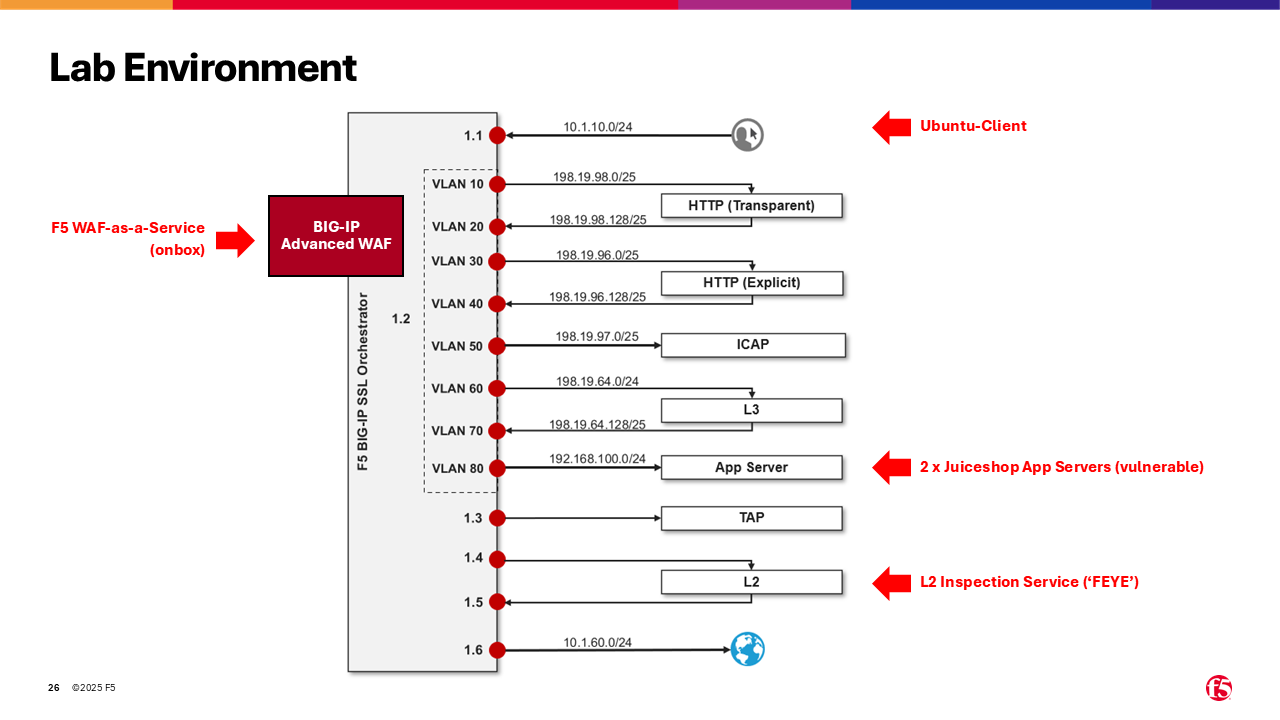 Lab Environment
1.1
10.1.10.0/24
Ubuntu-Client
VLAN 10
198.19.98.0/25
HTTP (Transparent)
VLAN 20
198.19.98.128/25
F5 WAF-as-a-Service
(onbox)
BIG-IP
Advanced WAF
VLAN 30
198.19.96.0/25
HTTP (Explicit)
VLAN 40
198.19.96.128/25
1.2
F5 BIG-IP SSL Orchestrator
VLAN 50
198.19.97.0/25
ICAP
VLAN 60
198.19.64.0/24
L3
VLAN 70
198.19.64.128/25
VLAN 80
192.168.100.0/24
App Server
2 x Juiceshop App Servers (vulnerable)
1.3
TAP
1.4
L2
L2 Inspection Service (‘FEYE’)
1.5
1.6
10.1.60.0/24
26 ©2025 F5
f5